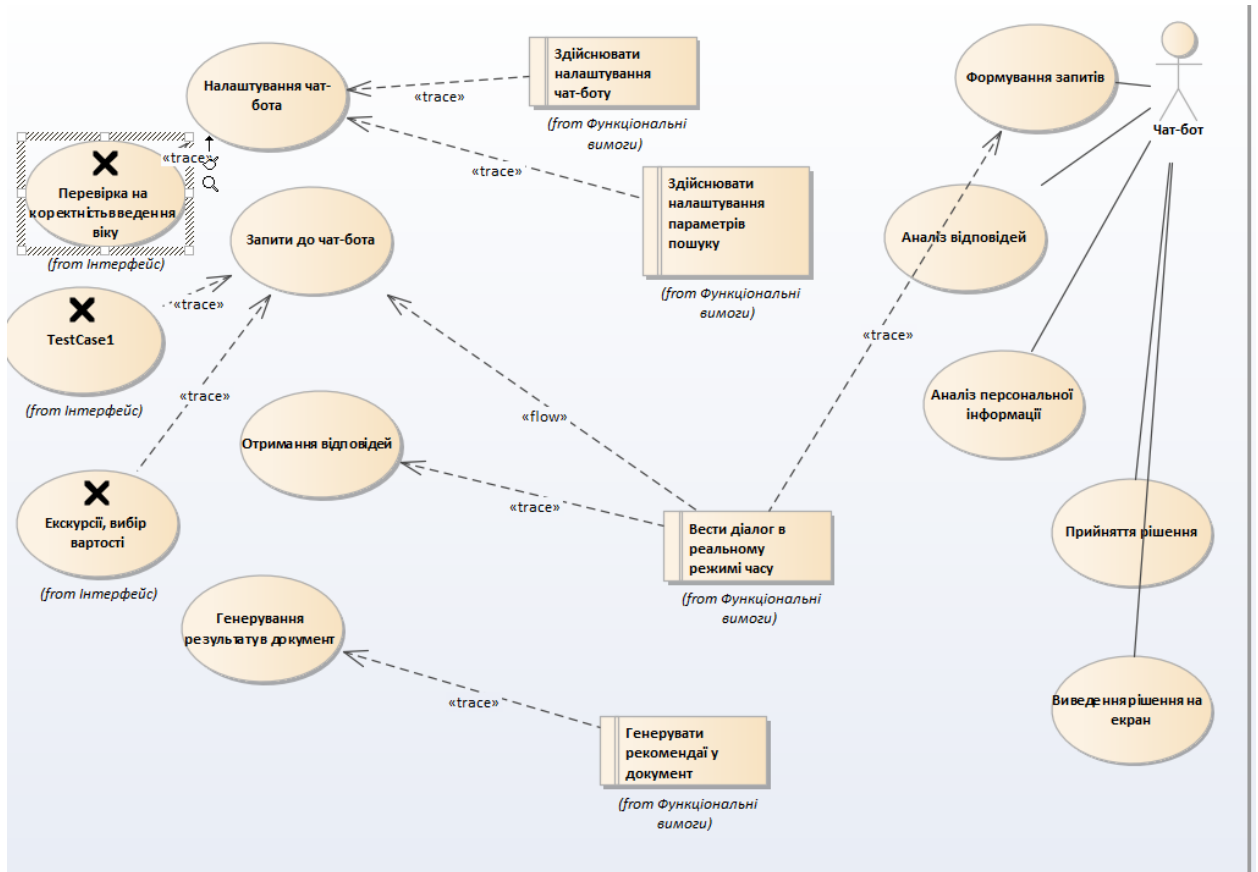 Налаштування чат-
бота
«trace»
Здійснювати
налаштування
чат-боту
(from Функціональні
вимоги)
Формування запитів
Чат-бот
«trace»
Перевірка на
коректність введення
віку
(from Інтерфейс)
«trace»
Здійснювати
налаштування
параметрів
пошуку
(from Функціональні
вимоги)
Запити до чат-бота
Аналіз відповідей
«trace»
TestCase1
(from Інтерфейс)
«trace»
«trace»
Аналіз персональної
інформації
«flow»
Отримання відповідей
«trace»
Екскурсії, вибір
вартості
(from Інтерфейс)
Вести діалог в
реальному
режимі часу
(from Функціональні
вимоги)
Прийняття рішення
Генерування
результату в документ
«trace»
Генерувати
рекомендаї у
документ
(from Функціональні
вимоги)
Виведення рішення на
екран